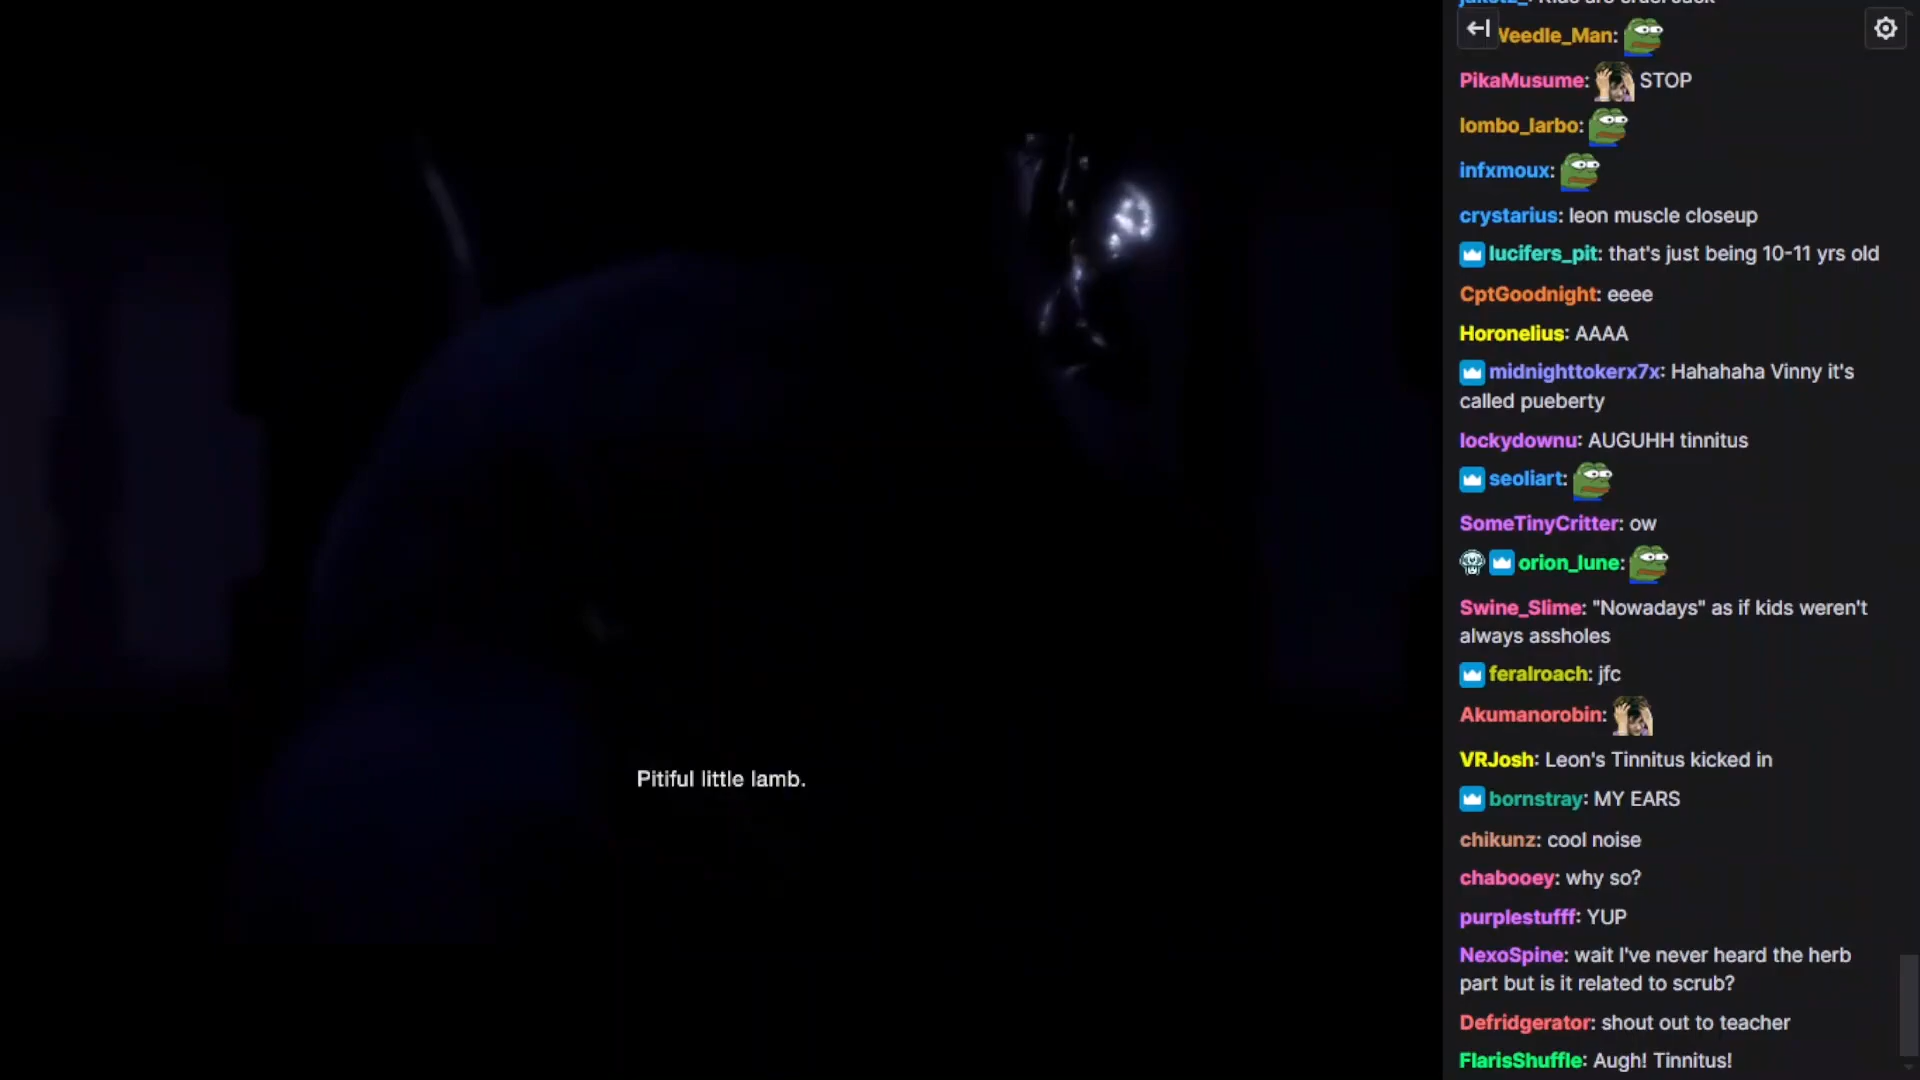 Pitiful little lamb.
Weedle_Man:
PikaMusume: STOP
lombo_larbo:
infxmoux:
crystarius: leon muscle closeup
lucifers_pit: that's just being 10-11 yrs old
CptGoodnight: eeee
Horonelius: AAAA
midnighttokerx7x: Hahahaha Vinny it's
called pueberty
lockydownu: AUGUHH tinnitus
seoliart:
SomeTinyCritter: ow
orion_lune:
Swine_Slime: "Nowadays" as if kids weren't
always assholes
feralroach: jfc
Akumanorobin:
VRJosh: Leon's Tinnitus kicked in
bornstray: MY EARS
chikunz: cool noise
chabooey: why so?
purplestufff: YUP
NexoSpine: wait I've never heard the herb
part but is it related to scrub?
Defridgerator: shout out to teacher
FlarisShuffle: Augh! Tinnitus!